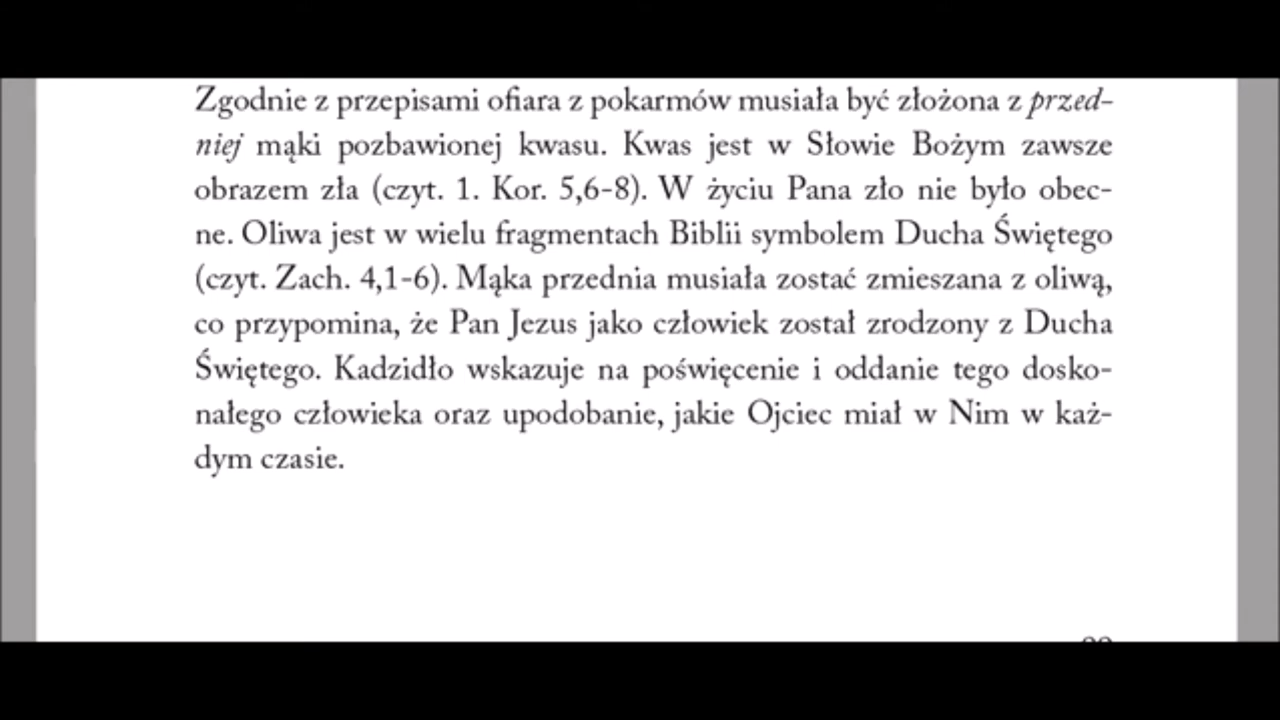 Zgodnie z przepisami ofiara z pokarmów musiała być złożona z przed-
niej mąki pozbawionej kwasu. Kwas jest w Słowie Bożym zawsze
obrazem zła (czyt. 1. Kor. 5,6-8). W życiu Pana zło nie było obec-
ne. Oliwa jest w wielu fragmentach Biblii symbolem Ducha Świętego
(czyt. Zach. 4,1-6). Mąka przednia musiała zostać zmieszana z oliwą,
co przypomina, że Pan Jezus jako człowiek został zrodzony z Ducha
Świętego. Kadzidło wskazuje na poświęcenie i oddanie tego dosko-
nałego człowieka oraz upodobanie, jakie Ojciec miał w Nim w każ-
dym czasie.